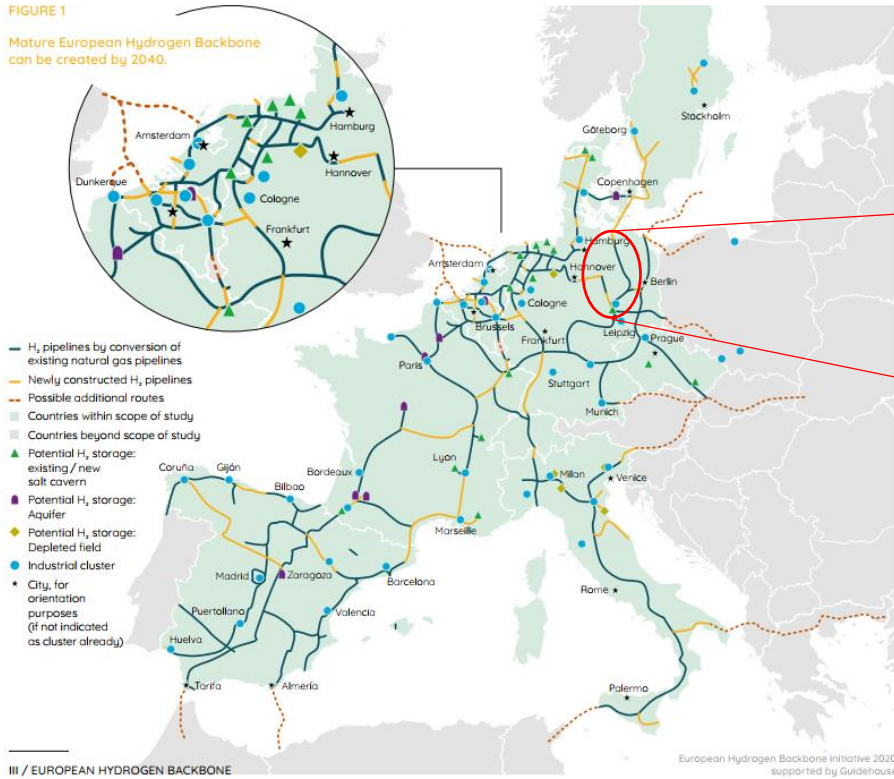 FIGURE 1
Mature European Hydrogen Backbone
can be created by 2040.
Amsterdam
Hamburg
Hannover
Dunkerque
Cologne
Frankfurt
Stockholm
Göteborg
Copenhagen
Hamburg
Amsterdam
Hannover
Berlin
Cologne
Brussels
Leipzig
Frankfurt
Prague
Paris
Stuttgart
Munich
H₂ pipelines by conversion of
existing natural gas pipelines
Newly constructed H₂ pipelines
Possible additional routes
Countries within scope of study
Countries beyond scope of study
Potential H₂ storage:
existing / new
salt cavern
Potential H₂ storage:
Aquifer
Potential H₂ storage:
Depleted field
Industrial cluster
City, for
orientation
purposes
(if not indicated
as cluster already)
Coruña
Gijón
Bilbao
Bordeaux
Lyon
Milan
Venice
Marseille
Madrid
Zaragoza
Barcelona
Puertollano
Valencia
Rome
Huelva
Tarifa
Almería
Palermo
III / EUROPEAN HYDROGEN BACKBONE
European Hydrogen Backbone initiative 2020
supported by Guidehouse